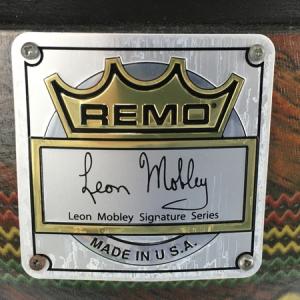 REMO
Leon Mobley
Leon Mobley Signature Series
MADE IN U.S.A.